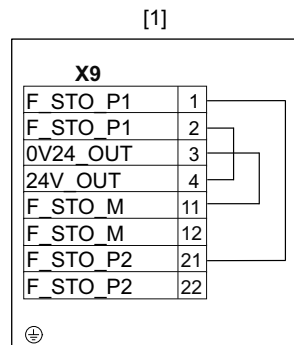 [1]
X9
F_STO_P1 1
F_STO_P1 2
0V24_OUT 3
24V_OUT 4
F_STO_M 11
F_STO_M 12
F_STO_P2 21
F_STO_P2 22